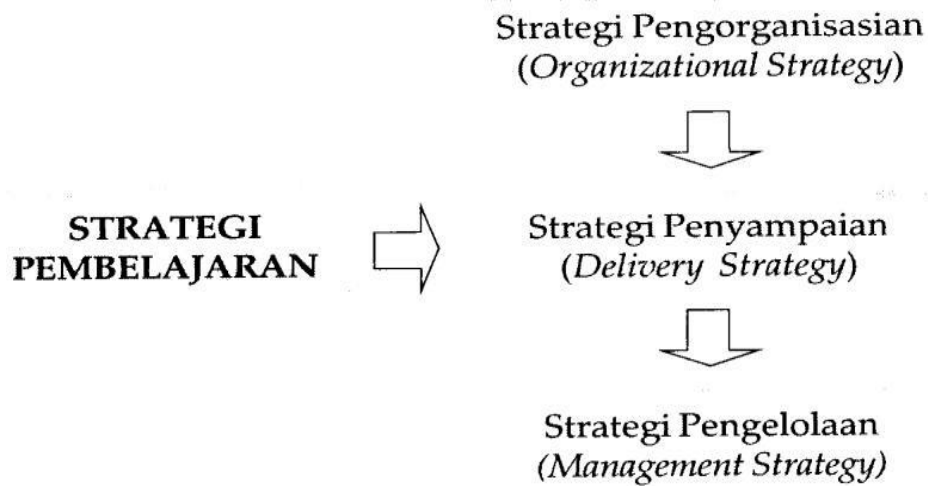 Strategi Pengorganisasian
(Organizational Strategy)
STRATEGI
PEMBELAJARAN
Strategi Penyampaian
(Delivery Strategy)
Strategi Pengelolaan
(Management Strategy)